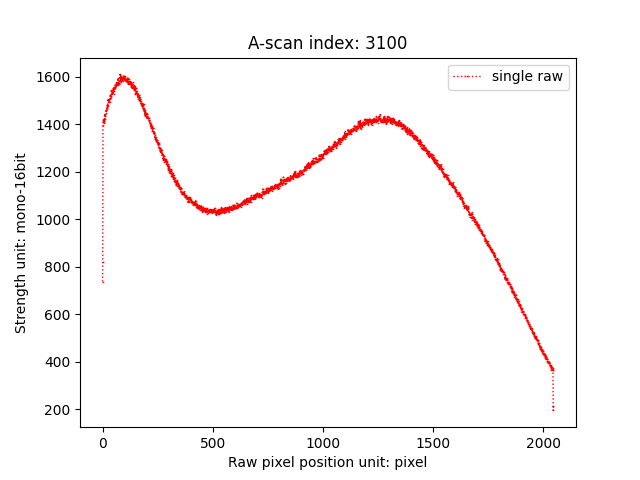 A-scan index: 3100
single raw
1600
1400
1200
1000
800
600
400
200
Strength unit: mono-16bit
0 500 1000 1500 2000
Raw pixel position unit: pixel